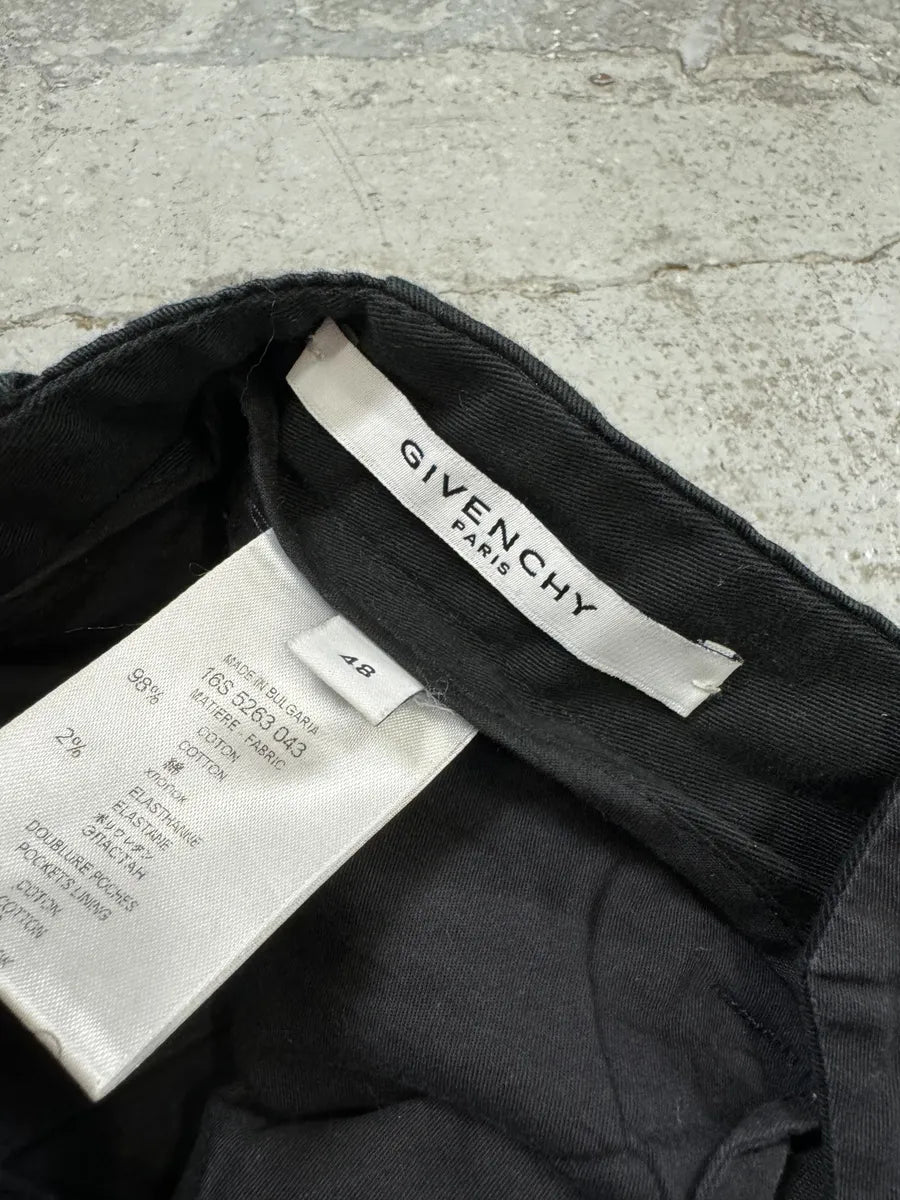 GIVENCHY
PARIS
48
MADE IN BULGARIA
16S 5263 043
MATIERE - FABRIC
98%
COTON
COTTON
綿
ХЛОПОК
2%
ELASTHANNE
ELASTANE
ポリウレタン
ЭЛАСТАН
DOUBLURE POCHES
POCKETS LINING
COTON
COTTON